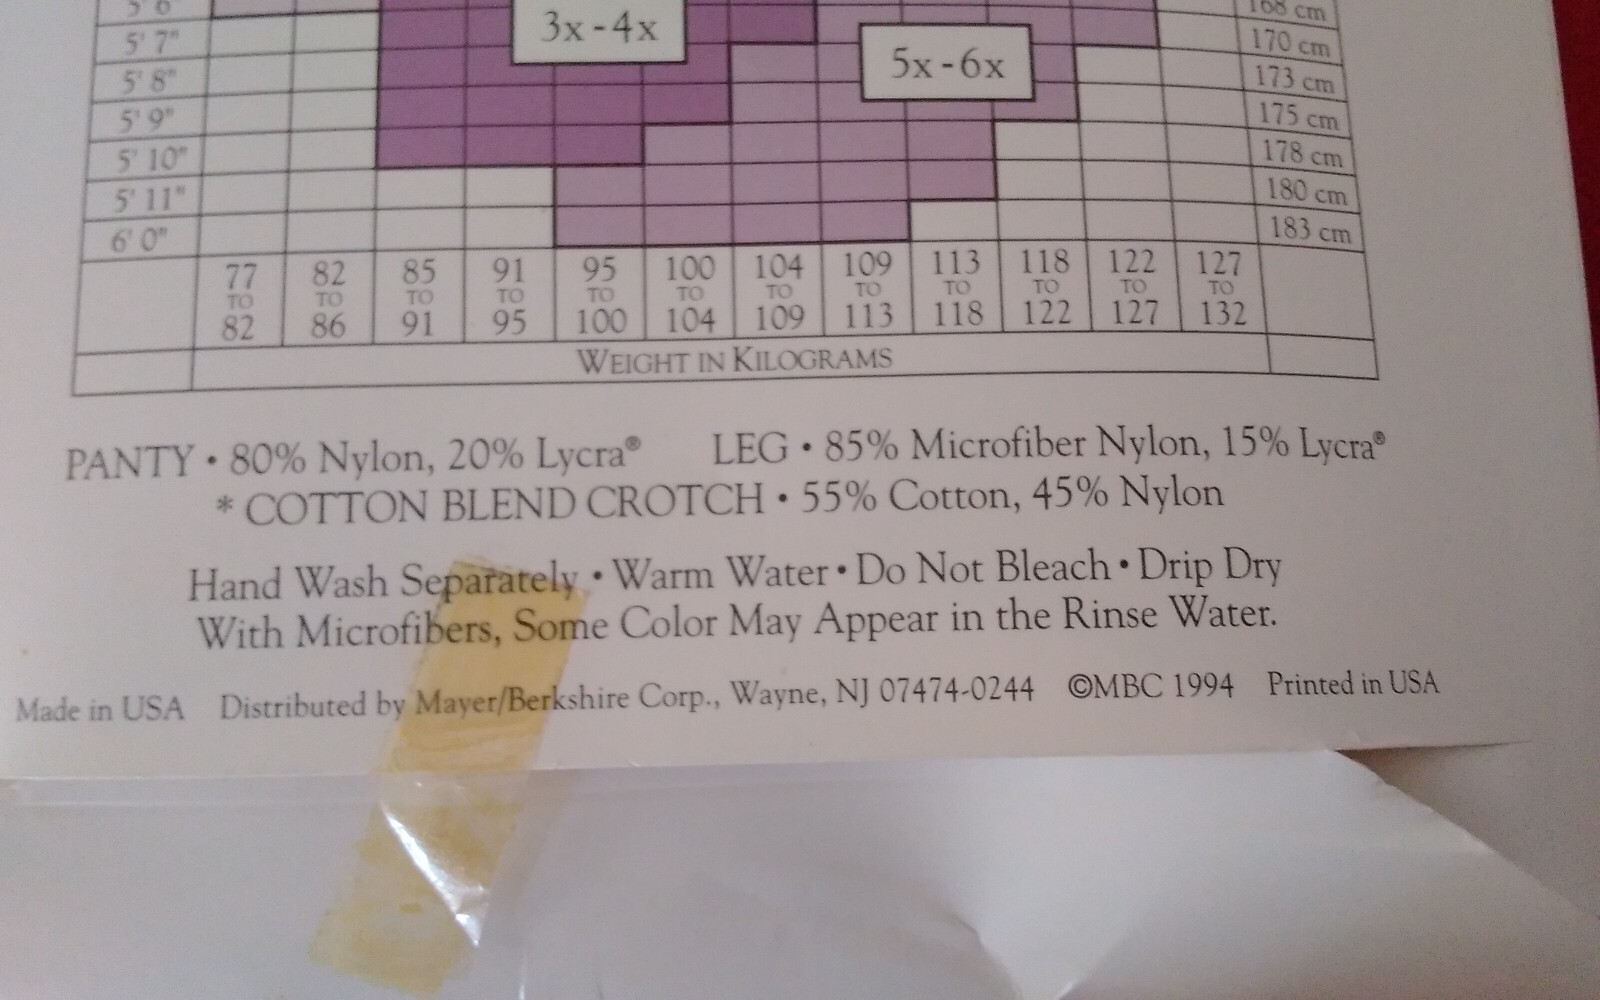 5' 6"
168 cm
3x - 4x
5' 7"
170 cm
5x - 6x
5' 8"
173 cm
5' 9"
175 cm
5' 10"
178 cm
5' 11"
180 cm
6' 0"
183 cm
77 82 85 91 95 100 104 109 113 118 122 127
TO TO TO TO TO TO TO TO TO TO TO TO
82 86 91 95 100 104 109 113 118 122 127 132
WEIGHT IN KILOGRAMS
PANTY • 80% Nylon, 20% Lycra® LEG • 85% Microfiber Nylon, 15% Lycra®
* COTTON BLEND CROTCH • 55% Cotton, 45% Nylon
Hand Wash Separately • Warm Water • Do Not Bleach • Drip Dry
With Microfibers, Some Color May Appear in the Rinse Water.
Made in USA Distributed by Mayer/Berkshire Corp., Wayne, NJ 07474-0244 ©MBC 1994 Printed in USA